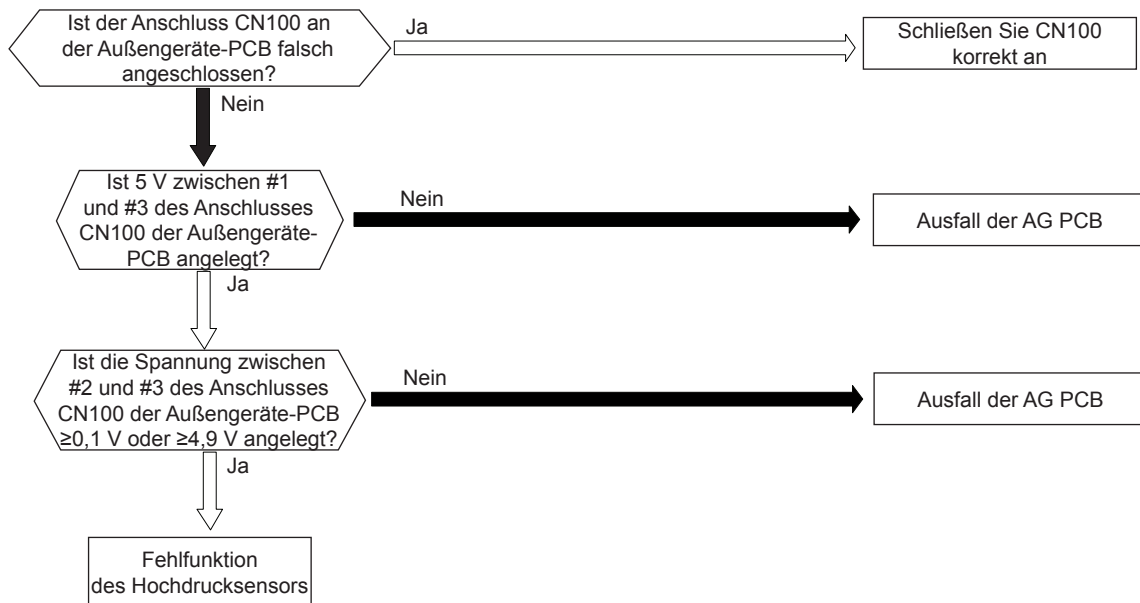 Ist der Anschluss CN100 an
der Außengeräte-PCB falsch
angeschlossen?
Ja
Schließen Sie CN100
korrekt an
Nein
Ist 5 V zwischen #1
und #3 des Anschlusses
CN100 der Außengeräte-
PCB angelegt?
Nein
Ausfall der AG PCB
Ja
Ist die Spannung zwischen
#2 und #3 des Anschlusses
CN100 der Außengeräte-PCB
≥0,1 V oder ≥4,9 V angelegt?
Nein
Ausfall der AG PCB
Ja
Fehlfunktion
des Hochdrucksensors